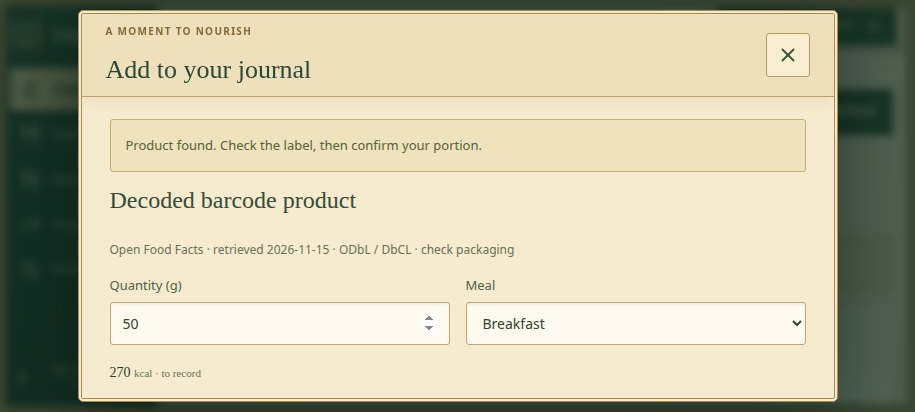 A MOMENT TO NOURISH
Add to your journal
Product found. Check the label, then confirm your portion.
Decoded barcode product
Open Food Facts · retrieved 2026-11-15 · ODbL / DbCL · check packaging
Quantity (g)
Meal
50
Breakfast
270 kcal · to record